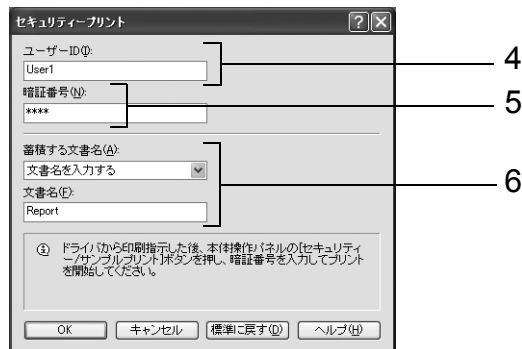 セキュリティープリント
ユーザーID(I):
User1
4
暗証番号(N):
5
****
蓄積する文書名(A):
文書名を入力する
6
文書名(F):
Report
ドライバから印刷指示した後、本体操作パネルの[セキュリティ
ー/サンプルプリント]ボタンを押し、暗証番号を入力してプリント
を開始してください。
OK キャンセル 標準に戻す(D) ヘルプ(H)